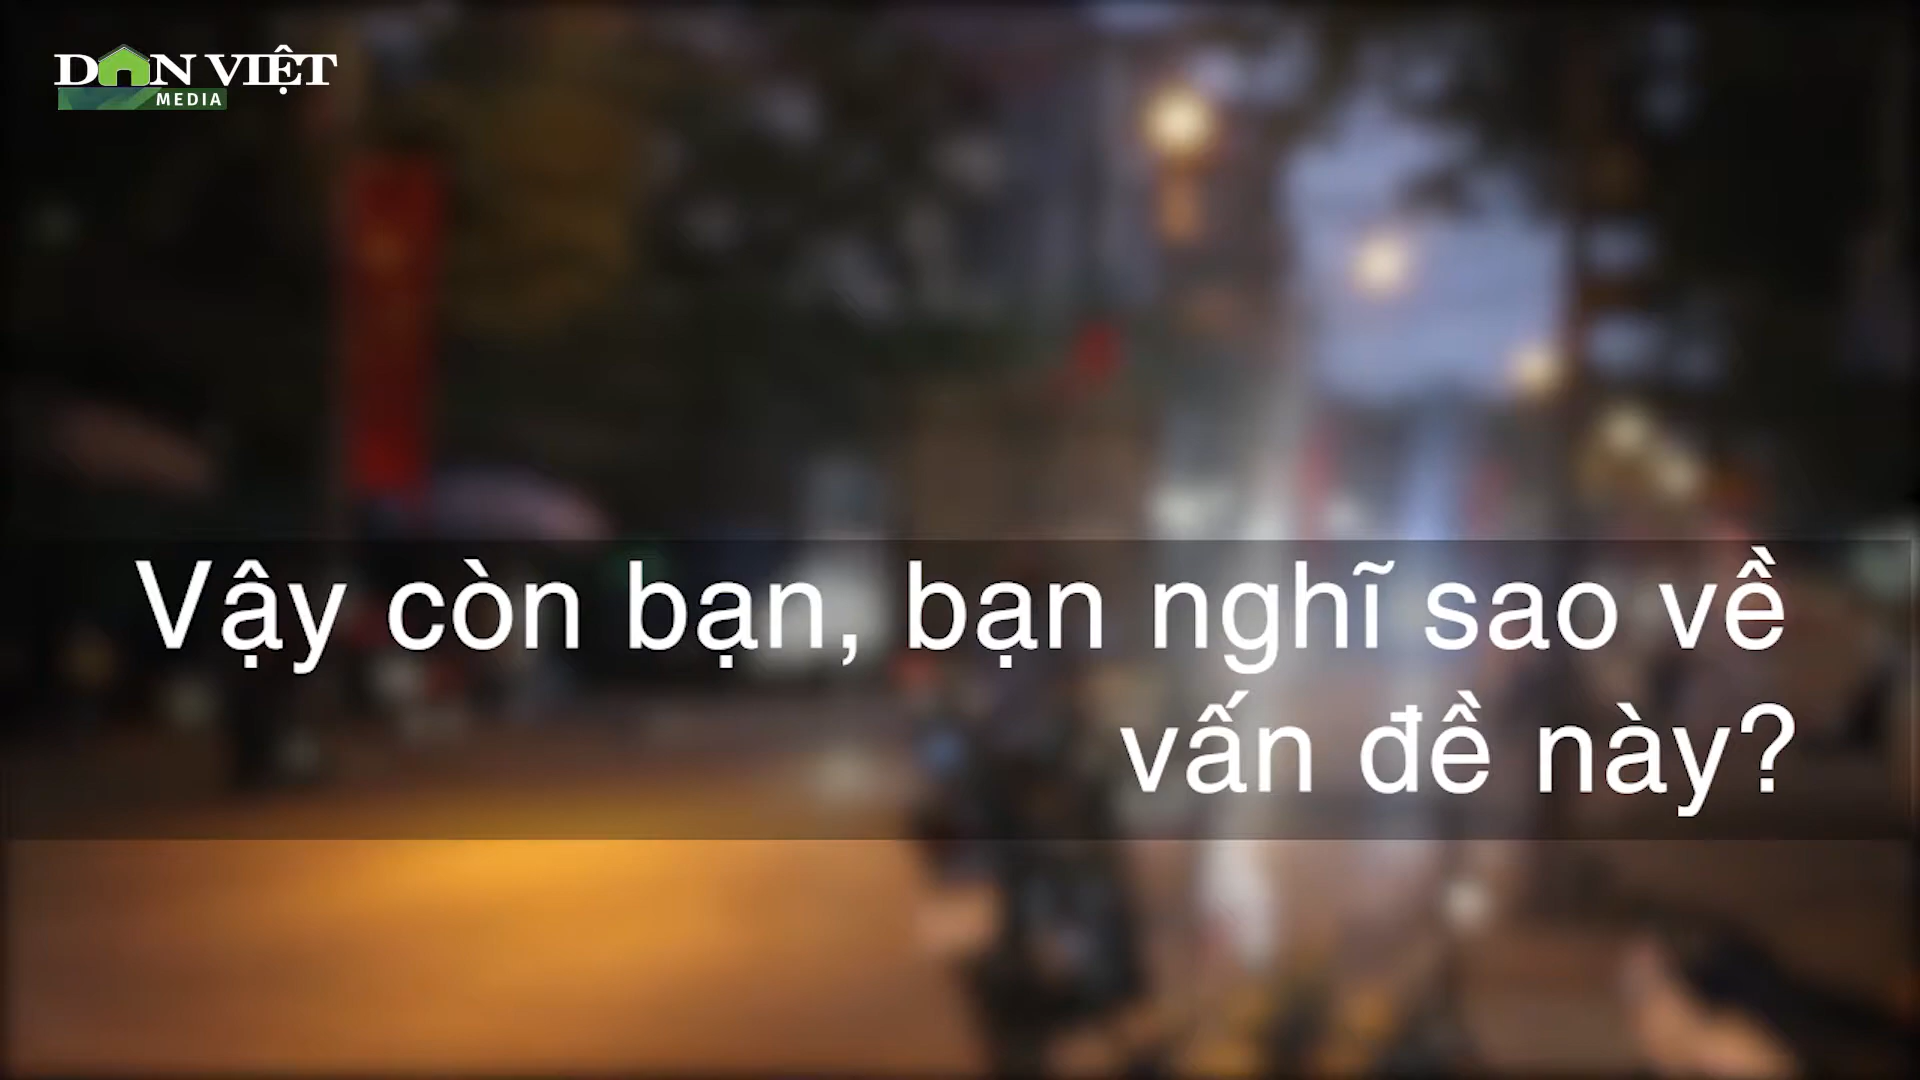 DÂN VIỆT
MEDIA
Vậy còn bạn, bạn nghĩ sao về
vấn đề này?